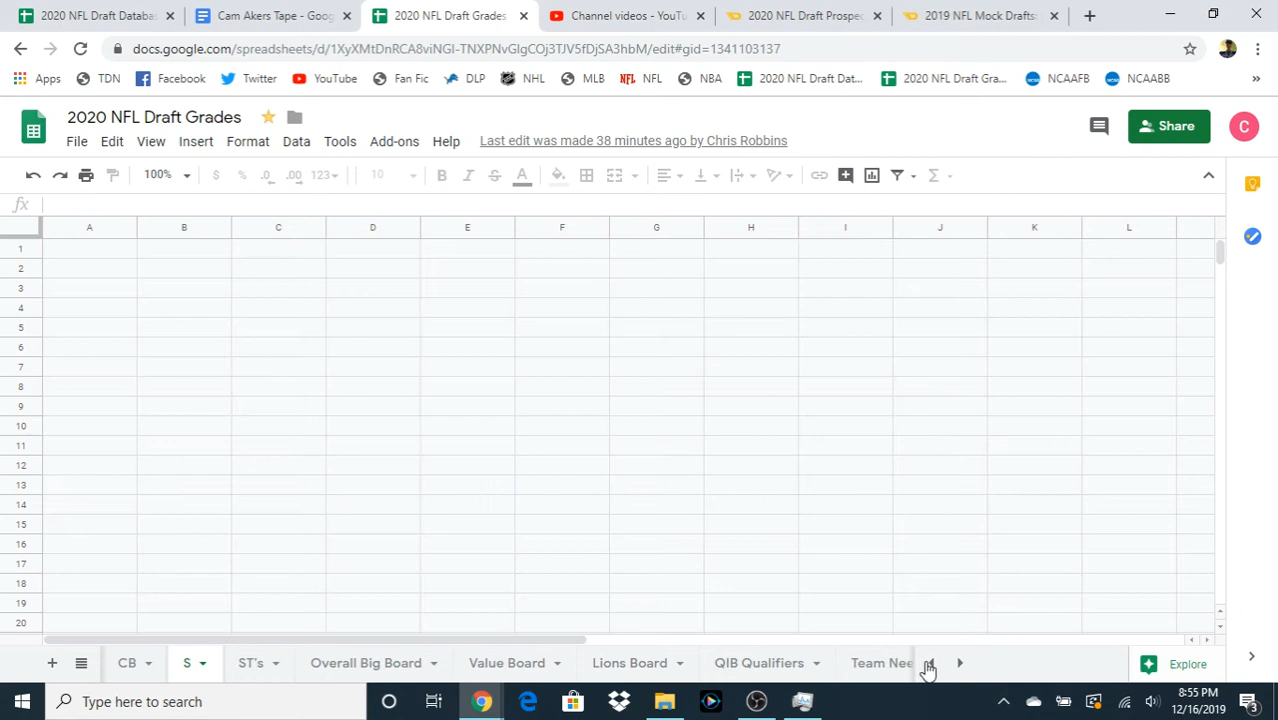 2020 NFL Draft Databa
Cam Akers Tape - Goog
2020 NFL Draft Grades
Channel videos - YouTu
2020 NFL Draft Prospec
2019 NFL Mock Drafts:
docs.google.com/spreadsheets/d/1XyXMtDnRCA8viNGI-TNXPNvGlgCOj3TJV5fDjSA3hbM/edit#gid=1341103137
Apps TDN Facebook Twitter YouTube Fan Fic DLP NHL MLB NFL NFL NBA 2020 NFL Draft Dat... 2020 NFL Draft Gra... NCAAFB NCAABB »
2020 NFL Draft Grades
Share
C
File Edit View Insert Format Data Tools Add-ons Help Last edit was made 38 minutes ago by Chris Robbins
100% $ % .0 .00 123 10 B I S A Σ
fx
A B C D E F G H I J K L
1
2
3
4
5
6
7
8
9
10
11
12
13
14
15
16
17
18
19
20
CB S ST's Overall Big Board Value Board Lions Board QIB Qualifiers Team Nee Explore
Type here to search
8:55 PM
12/16/2019
3